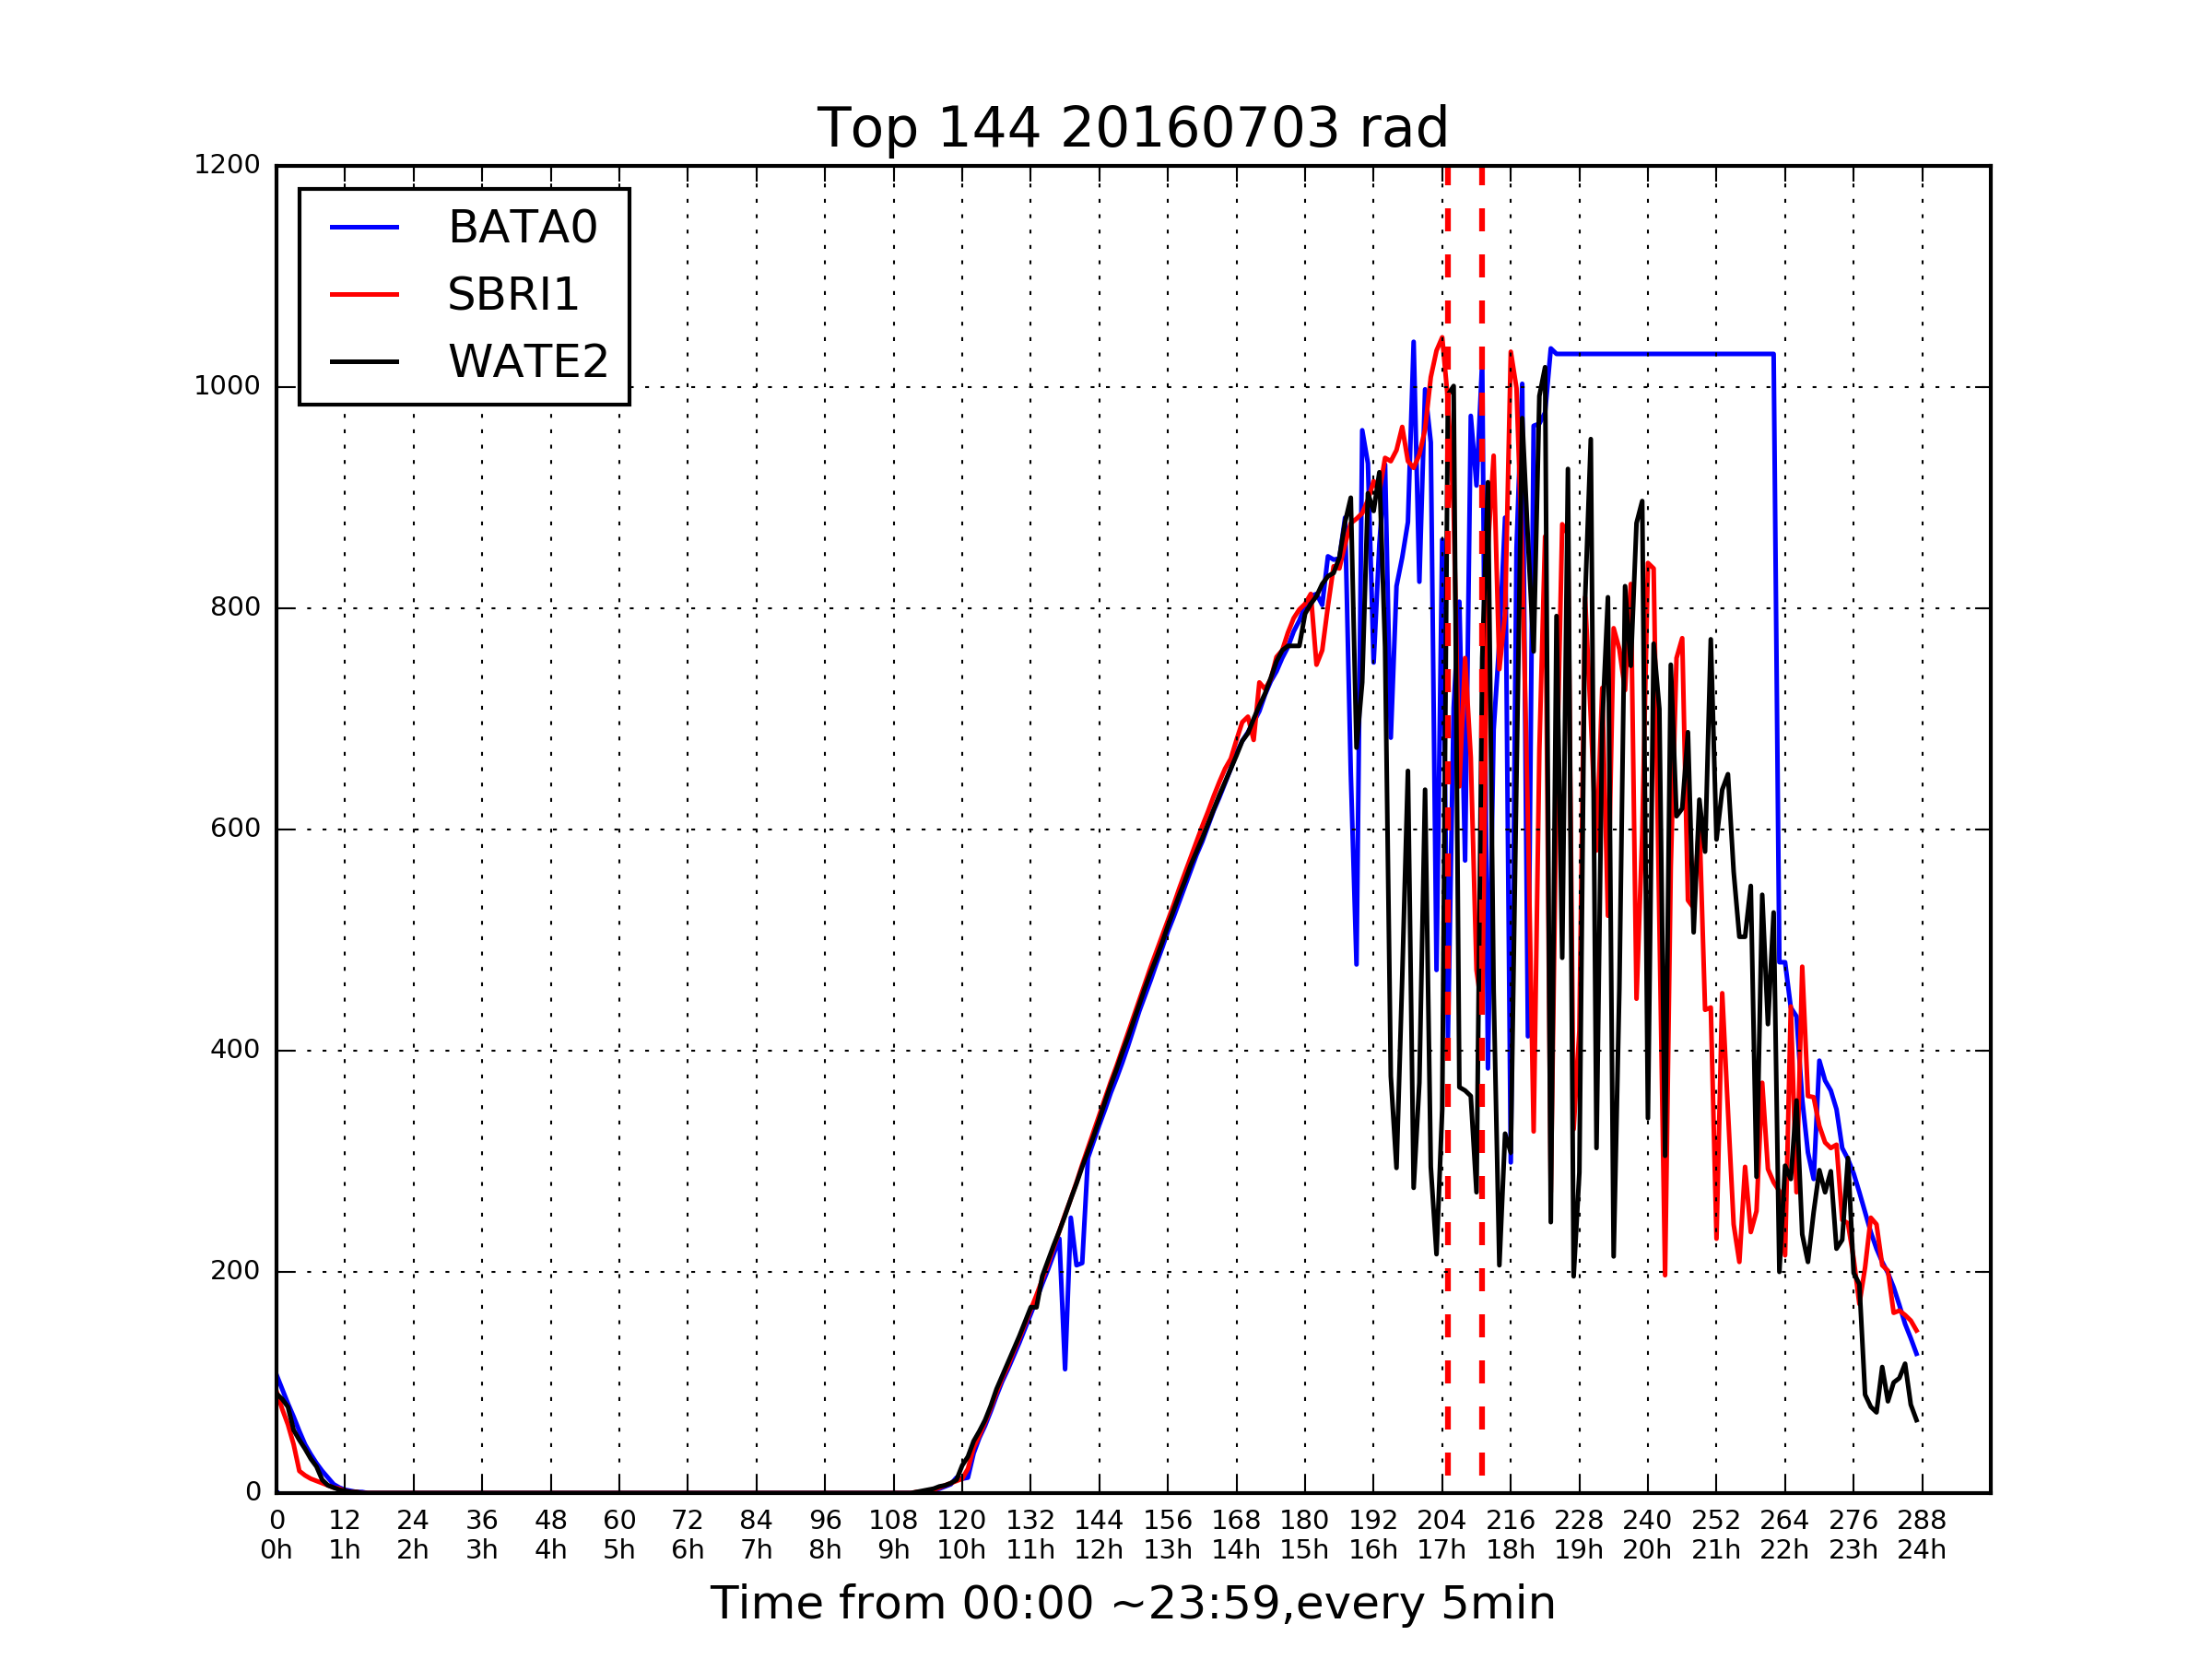 Top 144 20160703 rad
1200
1000
800
600
400
200
0
BATA0
SBRI1
WATE2
0 12 24 36 48 60 72 84 96 108 120 132 144 156 168 180 192 204 216 228 240 252 264 276 288
0h 1h 2h 3h 4h 5h 6h 7h 8h 9h 10h 11h 12h 13h 14h 15h 16h 17h 18h 19h 20h 21h 22h 23h 24h
Time from 00:00 ~23:59,every 5min